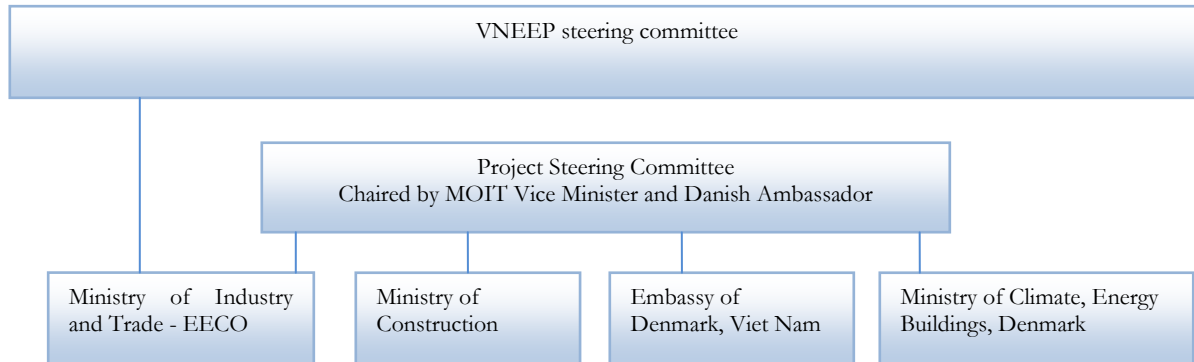 VNEEP steering committee
Project Steering Committee
Chaired by MOIT Vice Minister and Danish Ambassador
Ministry of Industry
and Trade - EECO
Ministry of
Construction
Embassy of
Denmark, Viet Nam
Ministry of Climate, Energy
Buildings, Denmark